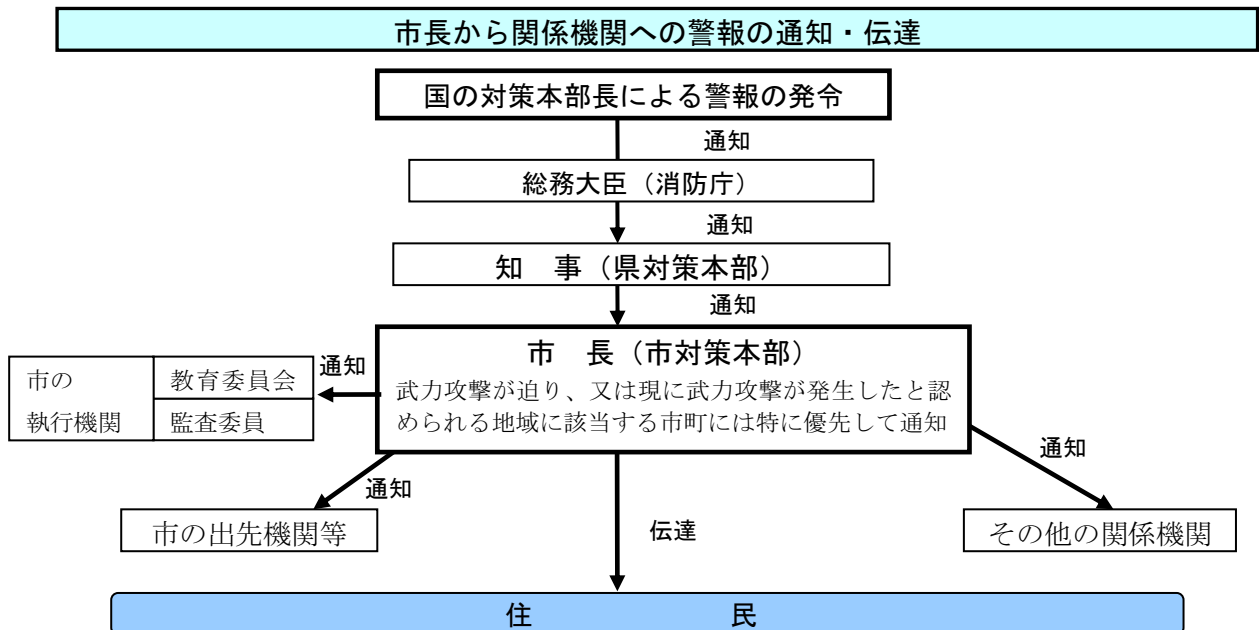 市長から関係機関への警報の通知・伝達
国の対策本部長による警報の発令
通知
総務大臣（消防庁）
通知
知　事（県対策本部）
通知
市　長（市対策本部）
武力攻撃が迫り、又は現に武力攻撃が発生したと認
められる地域に該当する市町には特に優先して通知
通知
市の
執行機関
教育委員会
監査委員
通知
市の出先機関等
伝達
通知
その他の関係機関
住　民